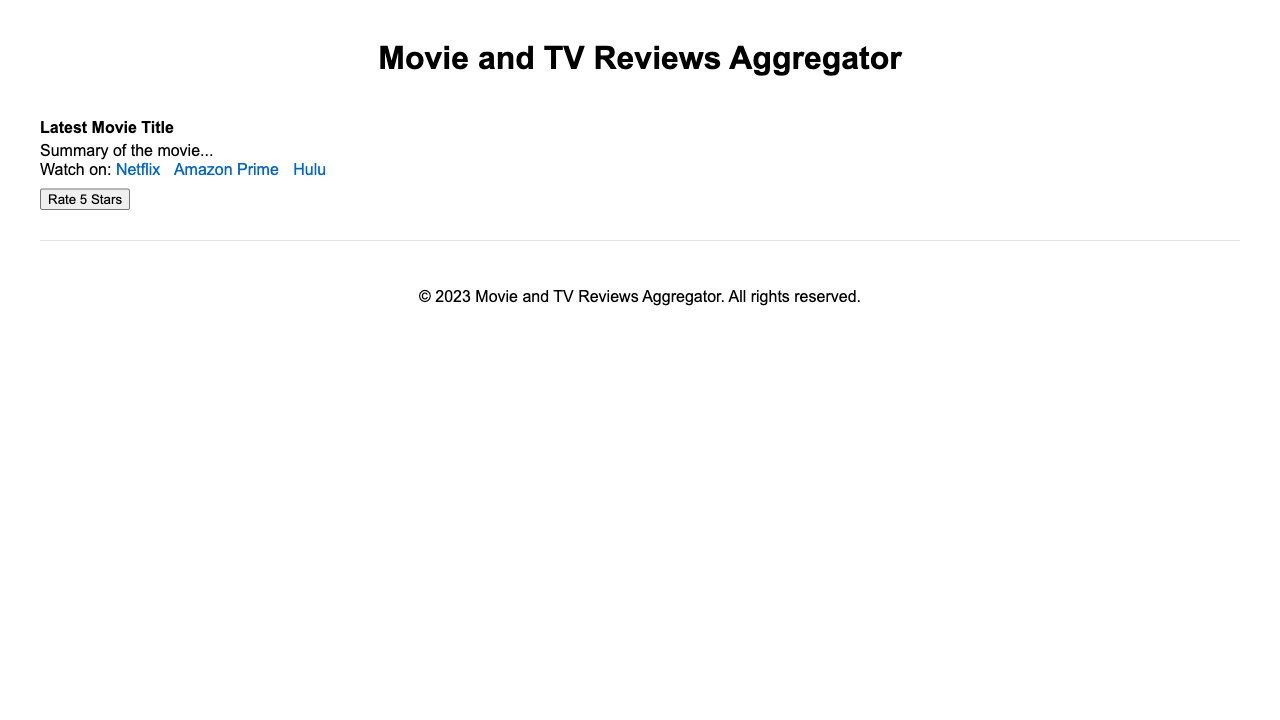 Movie and TV Reviews Aggregator
Latest Movie Title
Summary of the movie...
Watch on: Netflix Amazon Prime Hulu
Rate 5 Stars
© 2023 Movie and TV Reviews Aggregator. All rights reserved.